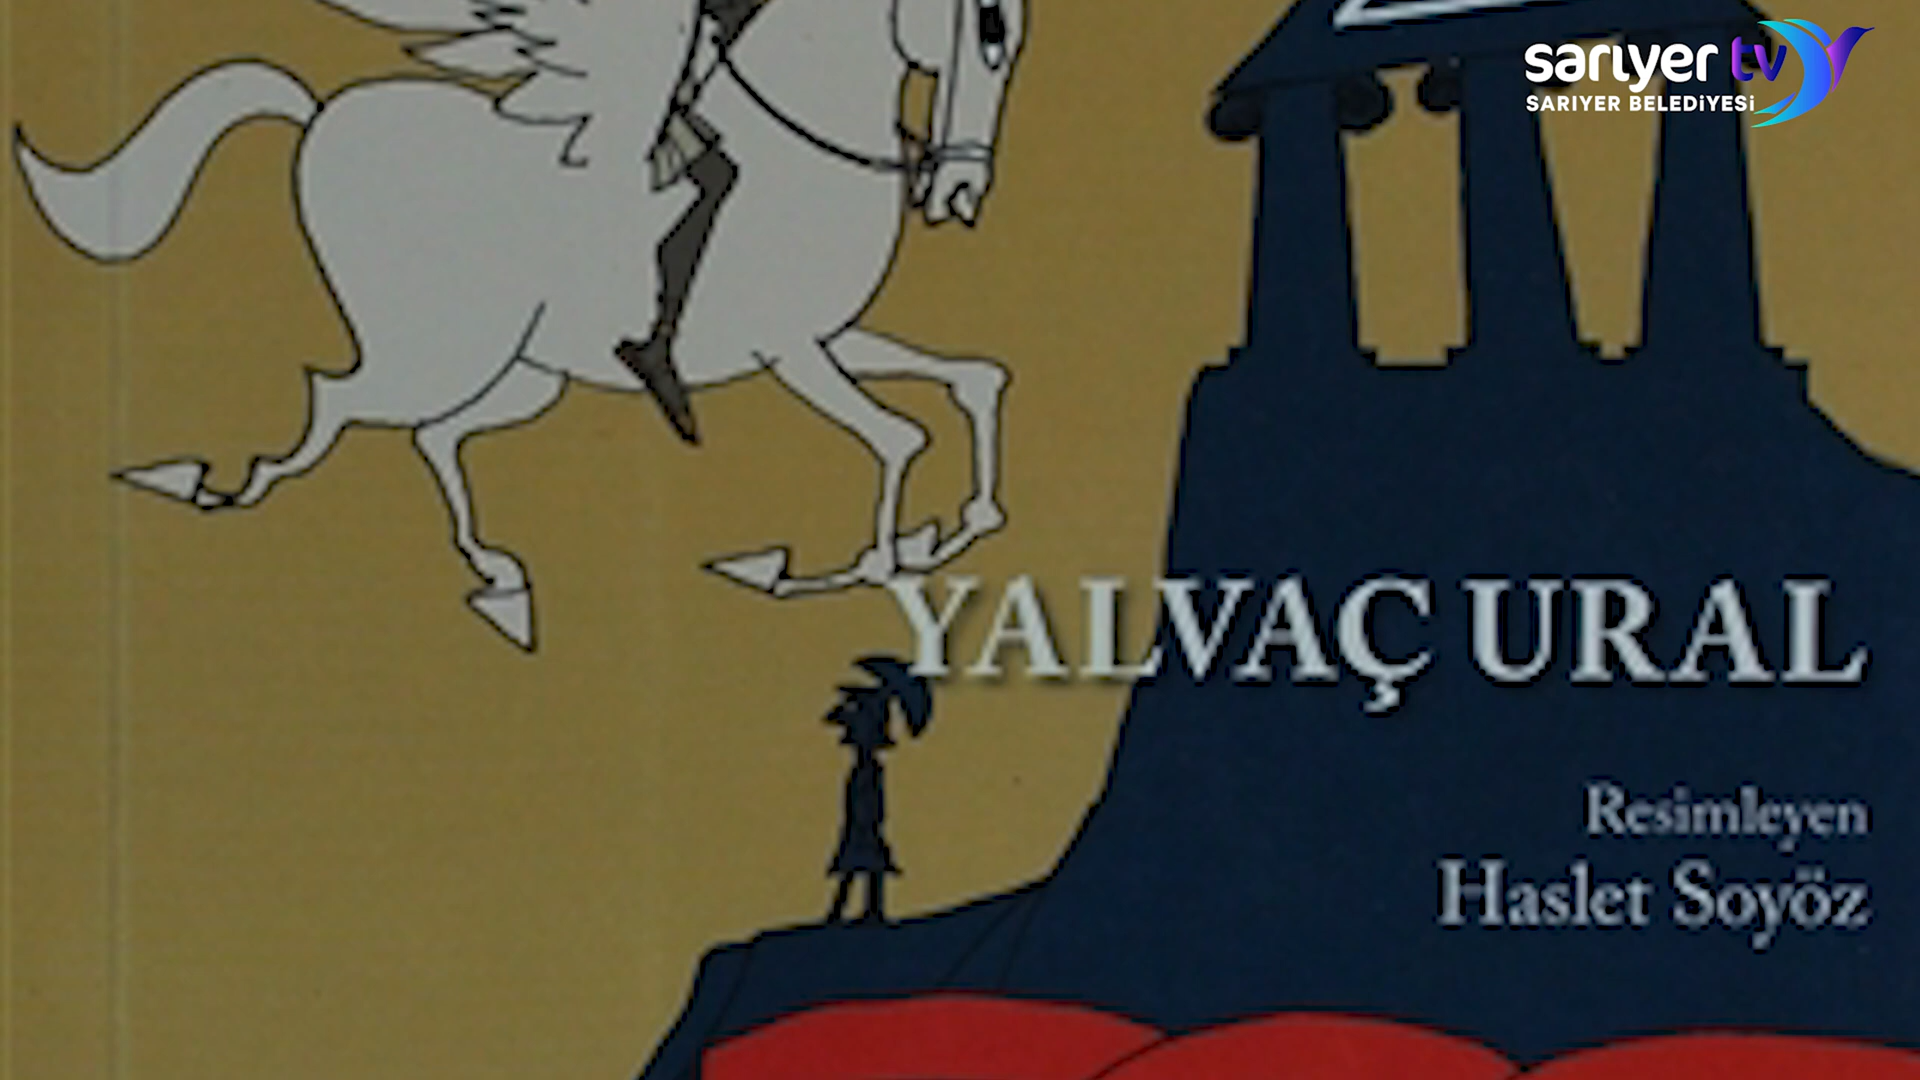 sarıyer tv
SARIYER BELEDİYESİ
YALVAÇ URAL
Resimleyen
Haslet Soyöz